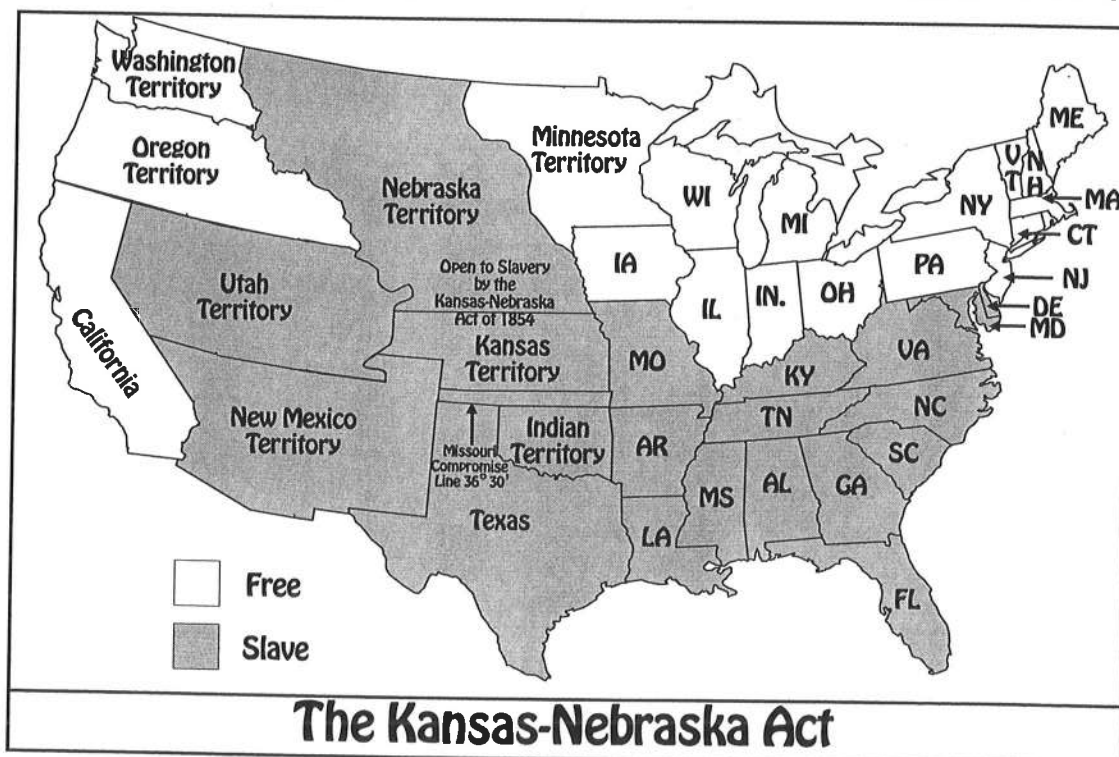 Washington
Territory
Oregon
Territory
California
Nebraska
Territory
Minnesota
Territory
Utah
Territory
Open to Slavery
by the
Kansas-Nebraska
Act of 1854
Kansas
Territory
New Mexico
Territory
Missouri
Compromise
Line 36° 30'
Indian
Territory
Texas
WI
MI
IA
IL
IN.
OH
PA
NY
VT
NH
ME
MA
CT
NJ
DE
MD
MO
KY
VA
TN
NC
AR
SC
MS
AL
GA
LA
FL
Free
Slave
The Kansas-Nebraska Act